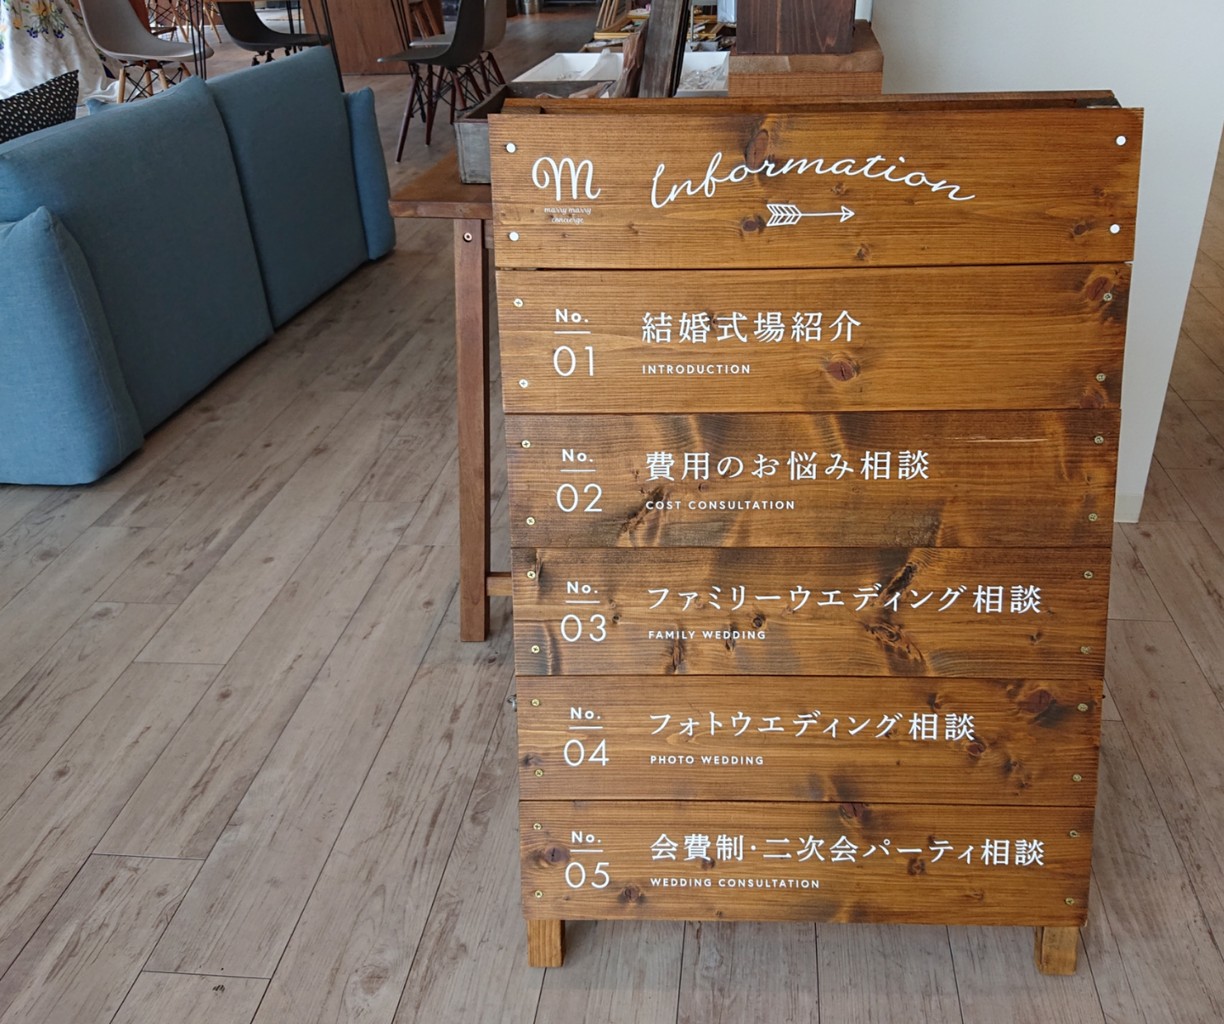 M
marry marry
concierge
Information
No.
01
結婚式場紹介
INTRODUCTION
No.
02
費用のお悩み相談
COST CONSULTATION
No.
03
ファミリーウエディング相談
FAMILY WEDDING
No.
04
フォトウエディング相談
PHOTO WEDDING
No.
05
会費制・二次会パーティ相談
WEDDING CONSULTATION